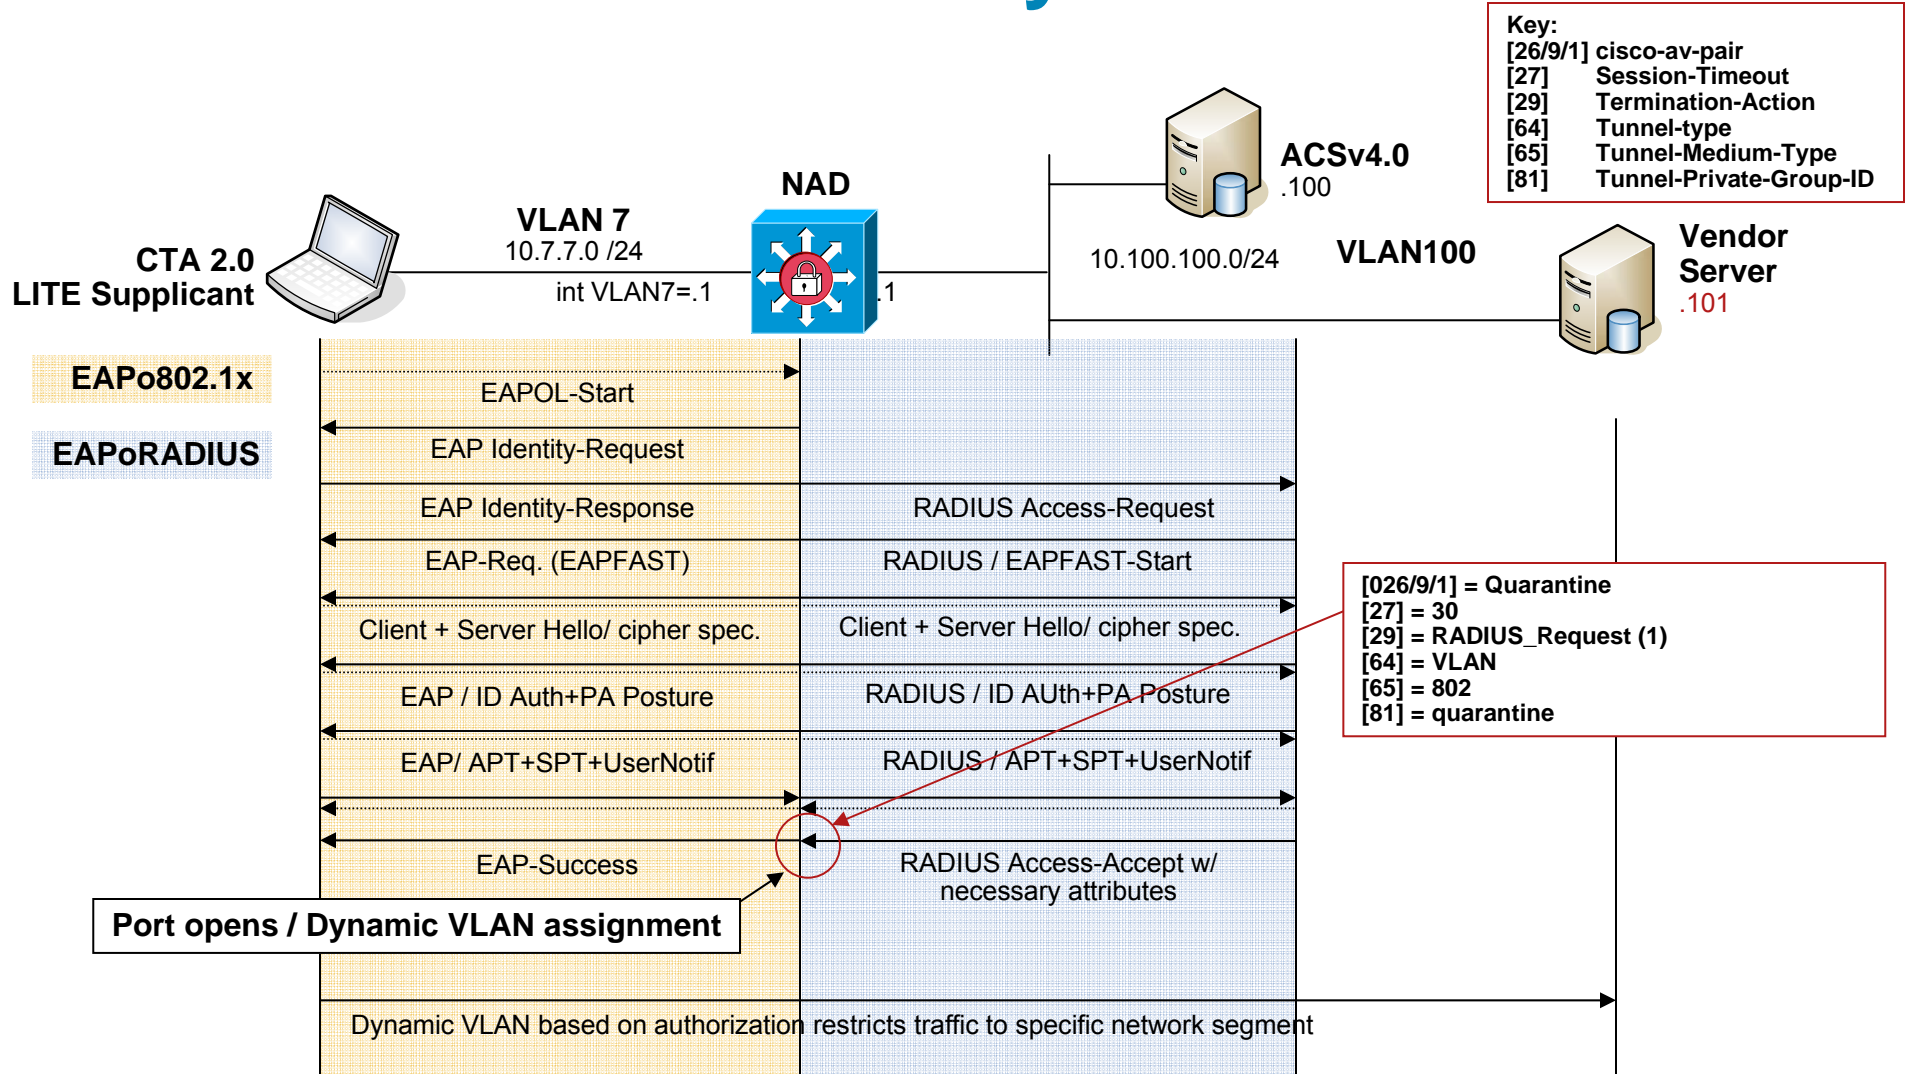 Key:
[26/9/1] cisco-av-pair
[27] Session-Timeout
[29] Termination-Action
[64] Tunnel-type
[65] Tunnel-Medium-Type
[81] Tunnel-Private-Group-ID
ACSv4.0
.100
NAD
VLAN 7
10.7.7.0 /24
int VLAN7=.1
.1
CTA 2.0
LITE Supplicant
10.100.100.0/24
VLAN100
Vendor
Server
.101
EAPo802.1x
EAPoRADIUS
EAPOL-Start
EAP Identity-Request
EAP Identity-Response
RADIUS Access-Request
EAP-Req. (EAPFAST)
RADIUS / EAPFAST-Start
Client + Server Hello/ cipher spec.
Client + Server Hello/ cipher spec.
EAP / ID Auth+PA Posture
RADIUS / ID AUth+PA Posture
EAP/ APT+SPT+UserNotif
RADIUS / APT+SPT+UserNotif
[026/9/1] = Quarantine
[27] = 30
[29] = RADIUS_Request (1)
[64] = VLAN
[65] = 802
[81] = quarantine
EAP-Success
RADIUS Access-Accept w/
necessary attributes
Port opens / Dynamic VLAN assignment
Dynamic VLAN based on authorization restricts traffic to specific network segment